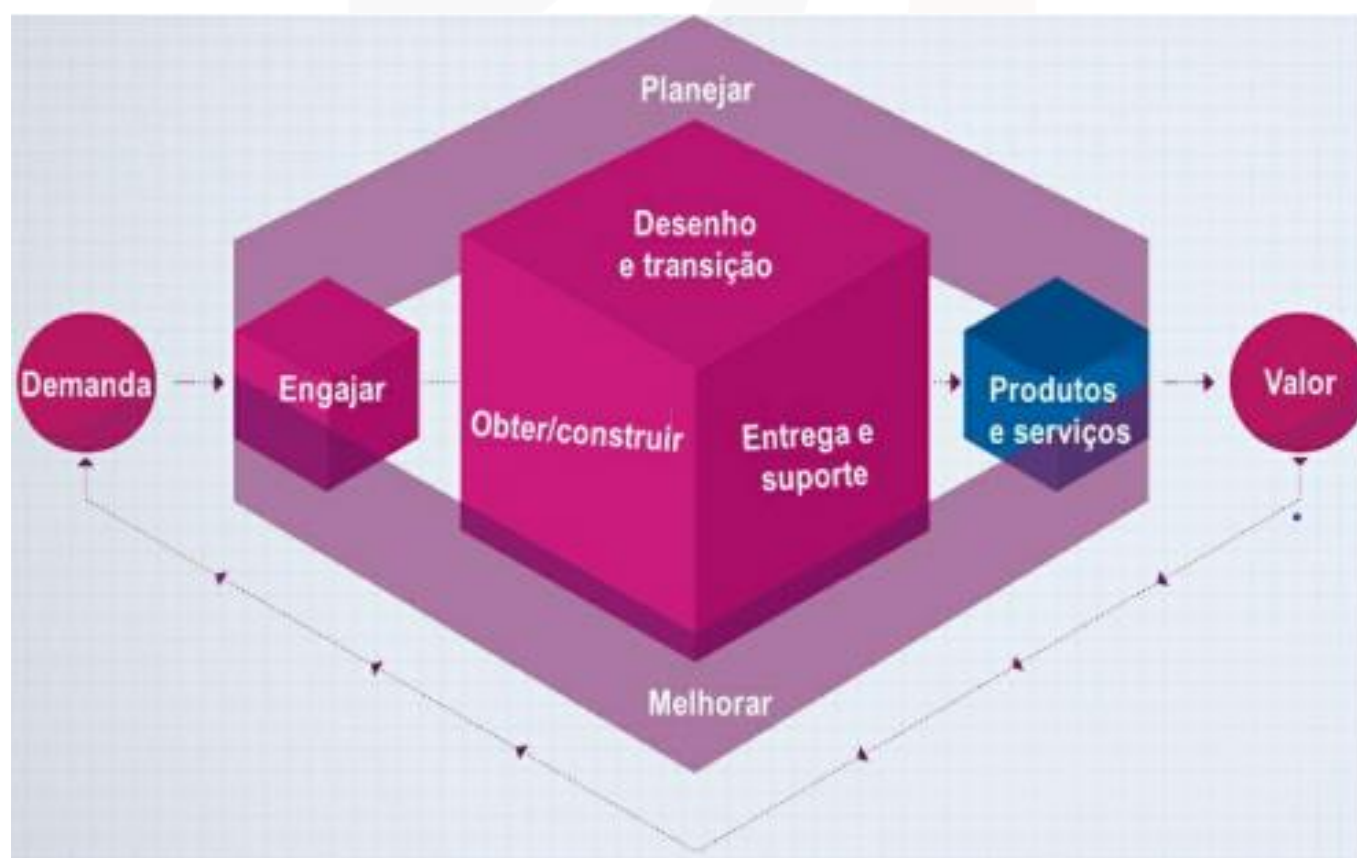 Planejar
Desenho
e transição
Demanda
Engajar
Obter/construir
Entrega e
suporte
Produtos
e serviços
Valor
Melhorar